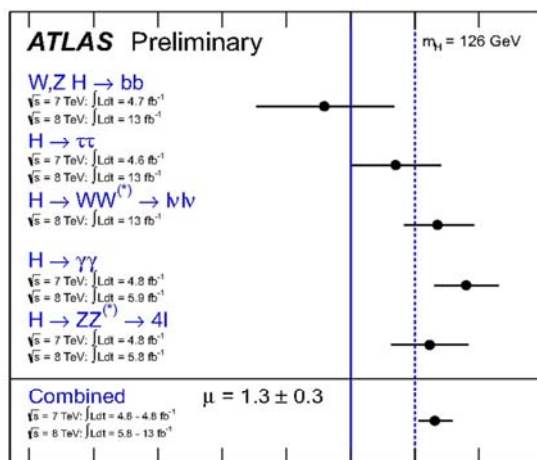 ATLAS Preliminary
m_H = 126 GeV
W,Z H → bb
√s = 7 TeV: ∫Ldt = 4.7 fb⁻¹
√s = 8 TeV: ∫Ldt = 13 fb⁻¹
H → ττ
√s = 7 TeV: ∫Ldt = 4.6 fb⁻¹
√s = 8 TeV: ∫Ldt = 13 fb⁻¹
H → WW⁽*⁾ → lνlν
√s = 8 TeV: ∫Ldt = 13 fb⁻¹
H → γγ
√s = 7 TeV: ∫Ldt = 4.8 fb⁻¹
√s = 8 TeV: ∫Ldt = 5.9 fb⁻¹
H → ZZ⁽*⁾ → 4l
√s = 7 TeV: ∫Ldt = 4.8 fb⁻¹
√s = 8 TeV: ∫Ldt = 5.8 fb⁻¹
Combined μ = 1.3 ± 0.3
√s = 7 TeV: ∫Ldt = 4.6 - 4.8 fb⁻¹
√s = 8 TeV: ∫Ldt = 5.8 - 13 fb⁻¹